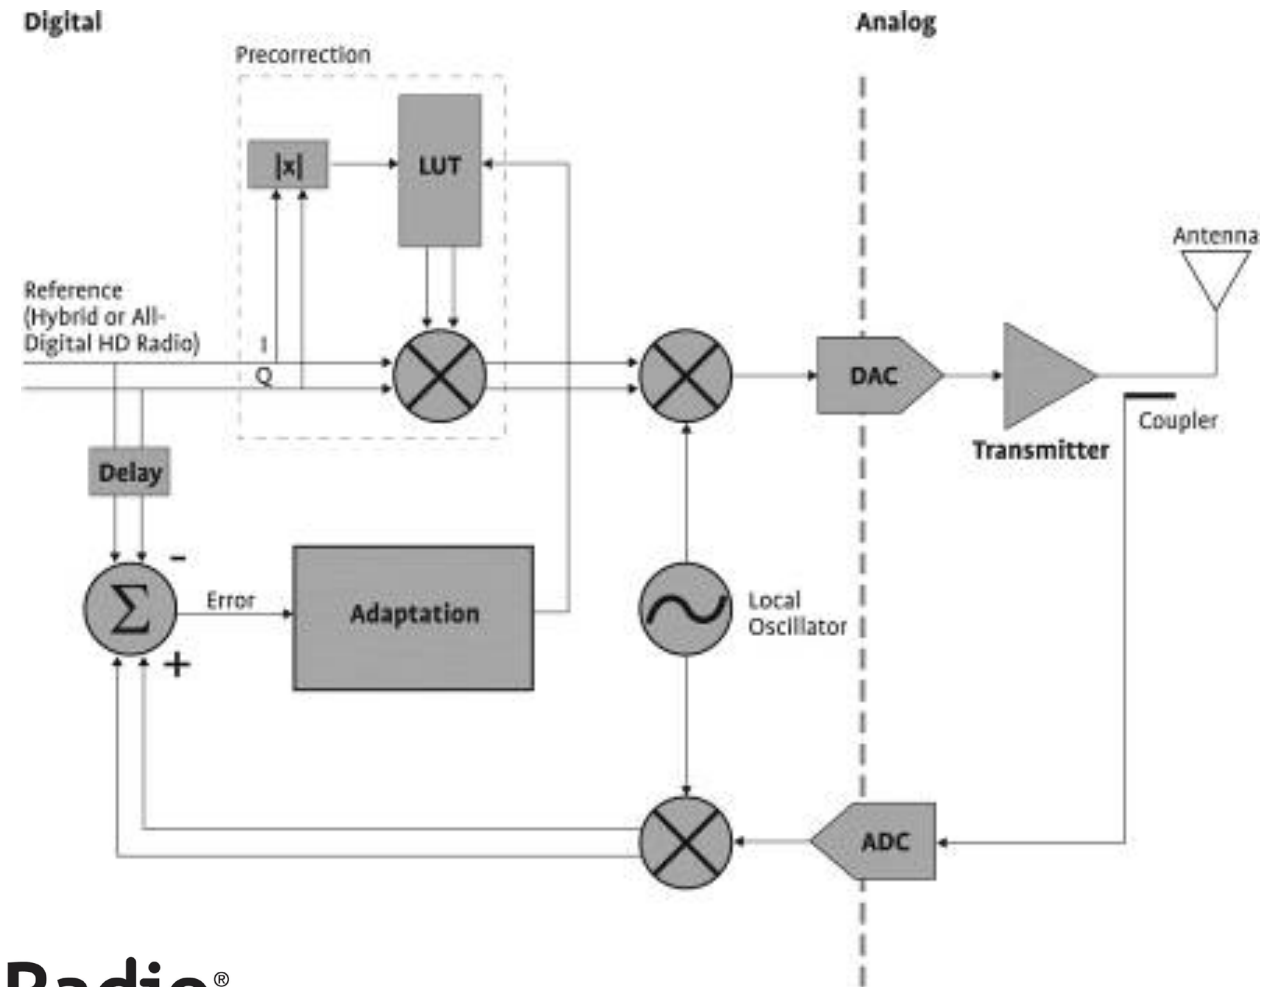 Digital
Analog
Precorrection
|x|
LUT
Antenna
Reference
(Hybrid or All-
Digital HD Radio)
I
Q
DAC
Coupler
Transmitter
Delay
-
Σ
Error
Adaptation
Local
Oscillator
+
ADC
Radio®